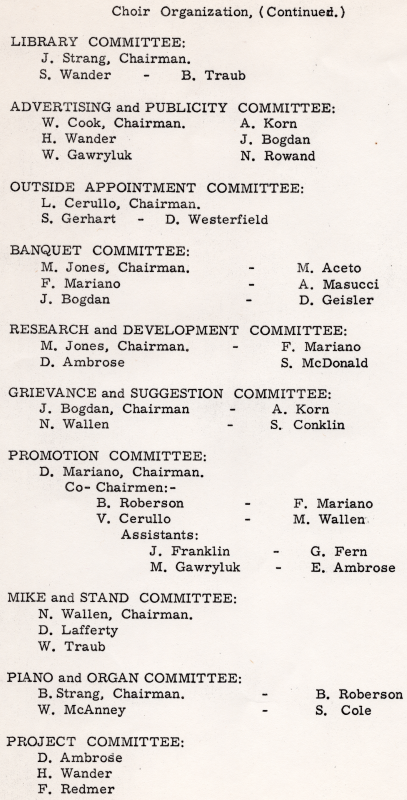 Choir Organization, (Continued.)
LIBRARY COMMITTEE:
J. Strang, Chairman.
S. Wander - B. Traub
ADVERTISING and PUBLICITY COMMITTEE:
W. Cook, Chairman. A. Korn
H. Wander J. Bogdan
W. Gawryluk N. Rowand
OUTSIDE APPOINTMENT COMMITTEE:
L. Cerullo, Chairman.
S. Gerhart - D. Westerfield
BANQUET COMMITTEE:
M. Jones, Chairman. - M. Aceto
F. Mariano - A. Masucci
J. Bogdan - D. Geisler
RESEARCH and DEVELOPMENT COMMITTEE:
M. Jones, Chairman. - F. Mariano
D. Ambrose S. McDonald
GRIEVANCE and SUGGESTION COMMITTEE:
J. Bogdan, Chairman - A. Korn
N. Wallen - S. Conklin
PROMOTION COMMITTEE:
D. Mariano, Chairman.
Co-Chairmen:-
B. Roberson - F. Mariano
V. Cerullo - M. Wallen
Assistants:
J. Franklin - G. Fern
M. Gawryluk - E. Ambrose
MIKE and STAND COMMITTEE:
N. Wallen, Chairman.
D. Lafferty
W. Traub
PIANO and ORGAN COMMITTEE:
B. Strang, Chairman. - B. Roberson
W. McAnney - S. Cole
PROJECT COMMITTEE:
D. Ambrose
H. Wander
F. Redmer